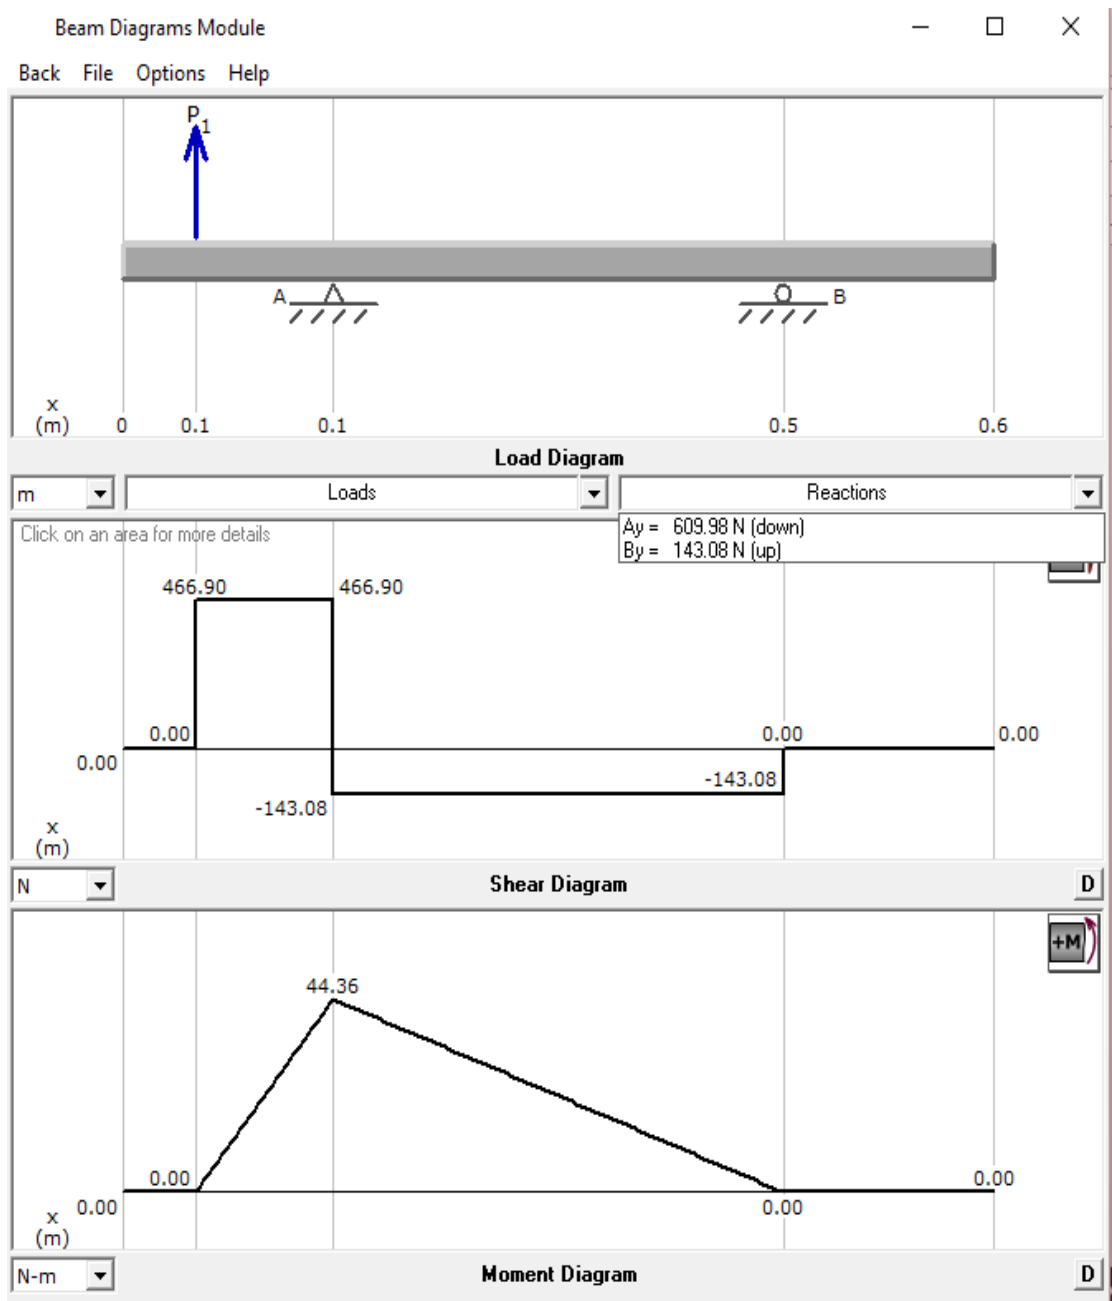 Beam Diagrams Module
Back File Options Help
P1
A
B
x
(m) 0 0.1 0.1 0.5 0.6
Load Diagram
m Loads Reactions
Click on an area for more details
Ay = 609.98 N (down)
By = 143.08 N (up)
466.90 466.90
0.00 0.00 0.00
0.00
-143.08
-143.08
x
(m)
N Shear Diagram D
+M
44.36
0.00 0.00
0.00 0.00
x
(m)
N-m Moment Diagram D